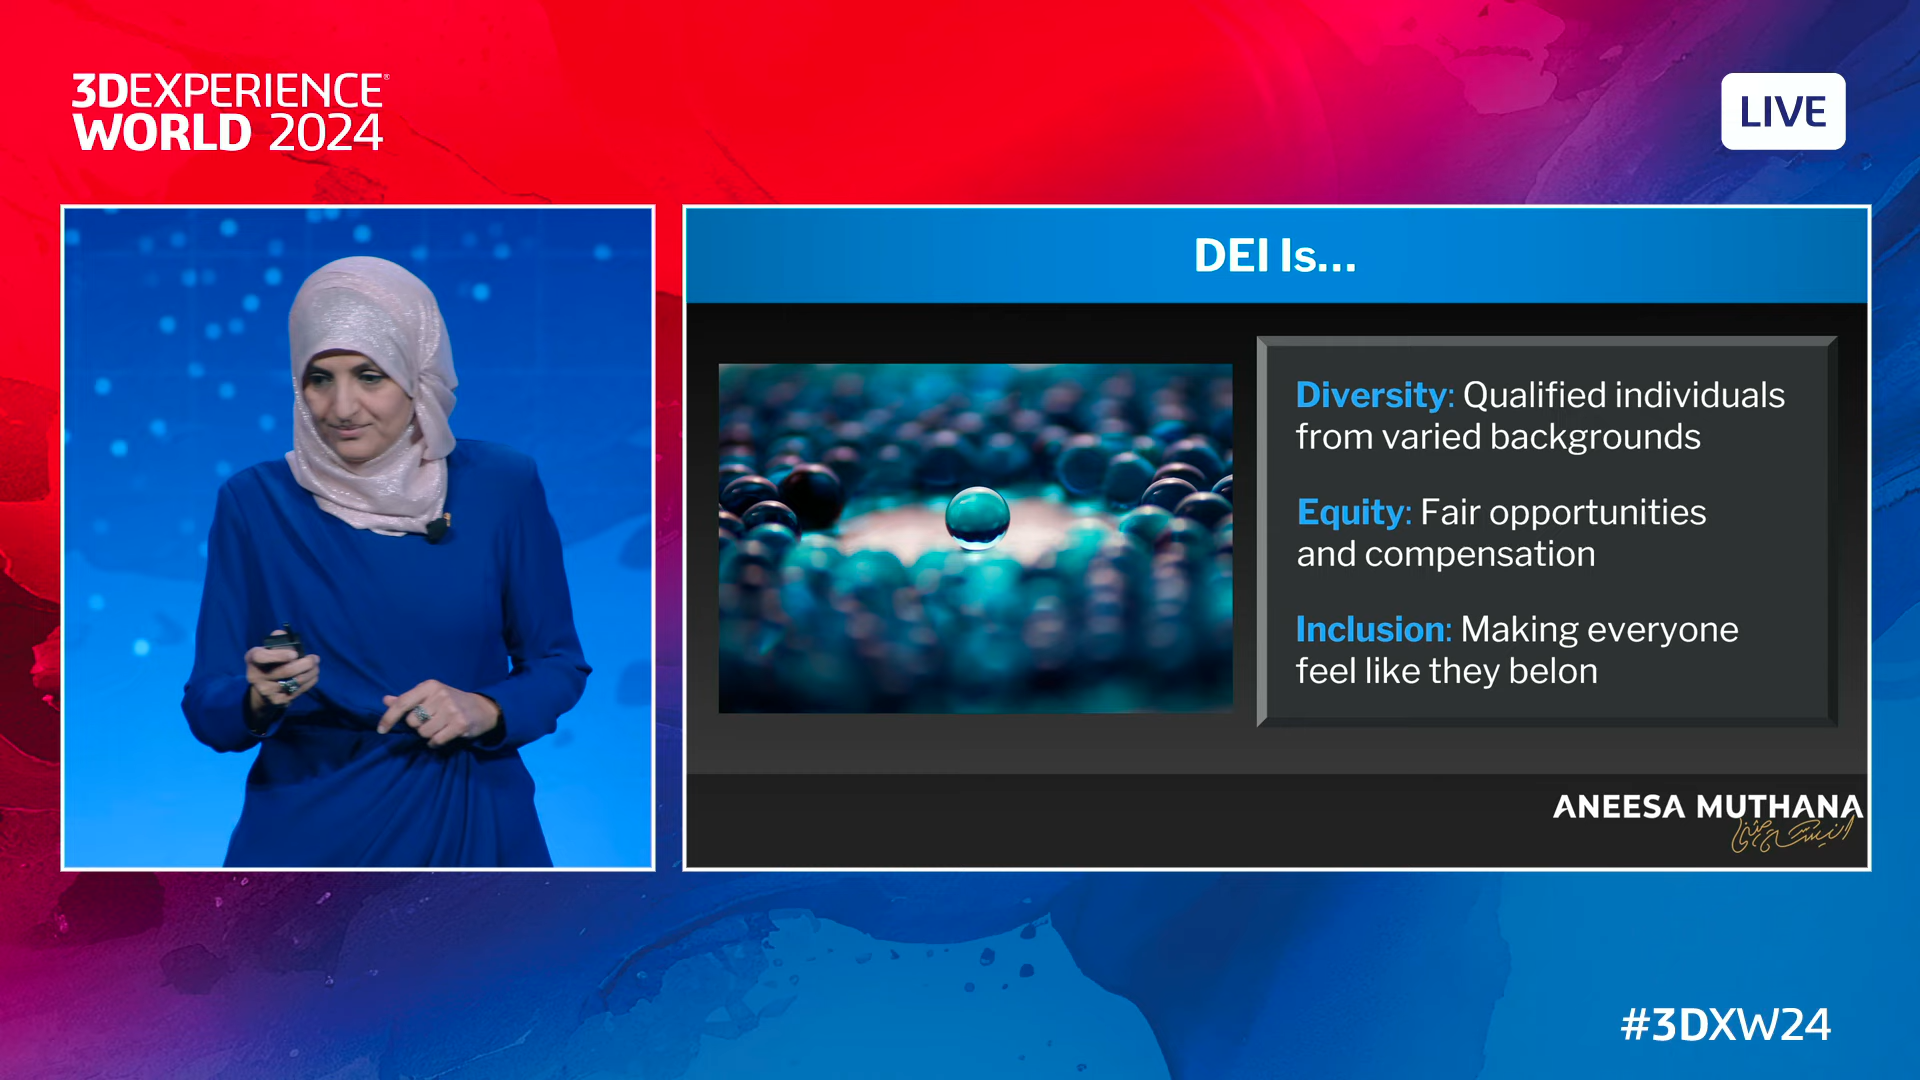 3DEXPERIENCE®
WORLD 2024
LIVE
DEI Is...
Diversity: Qualified individuals
from varied backgrounds
Equity: Fair opportunities
and compensation
Inclusion: Making everyone
feel like they belon
ANEESA MUTHANA
#3DXW24